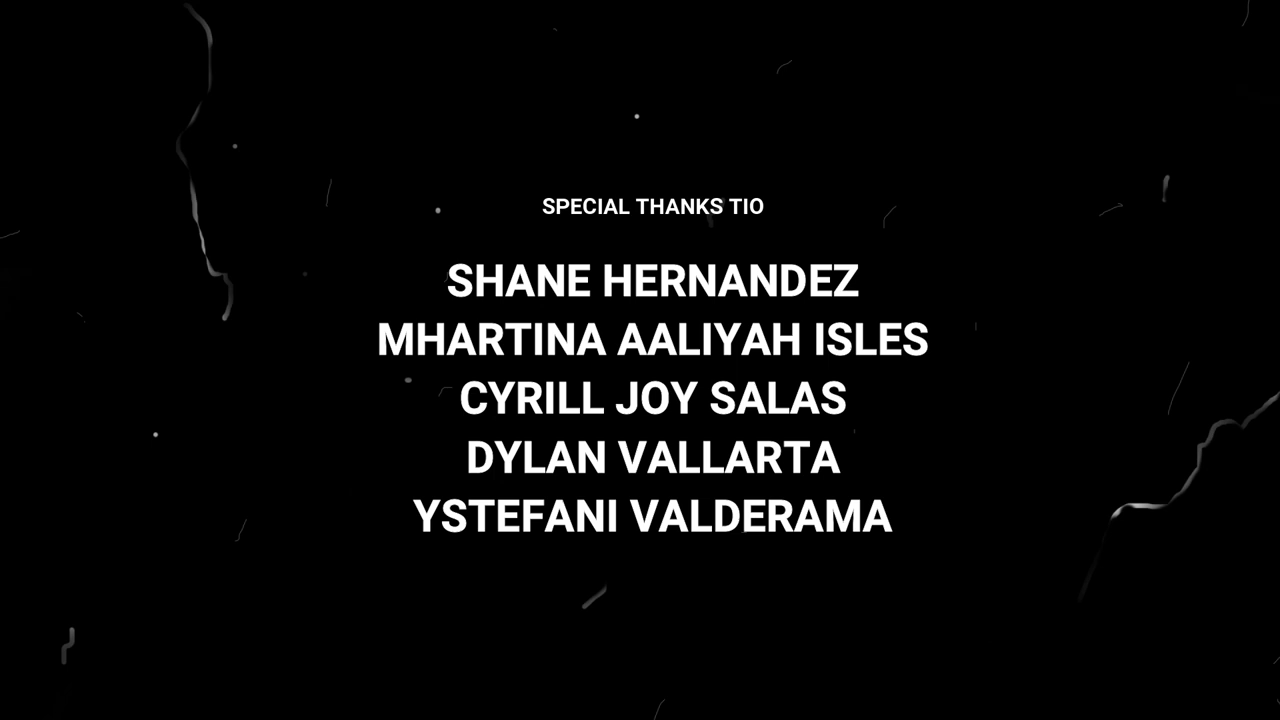 SPECIAL THANKS TIO
SHANE HERNANDEZ
MHARTINA AALIYAH ISLES
CYRILL JOY SALAS
DYLAN VALLARTA
YSTEFANI VALDERAMA